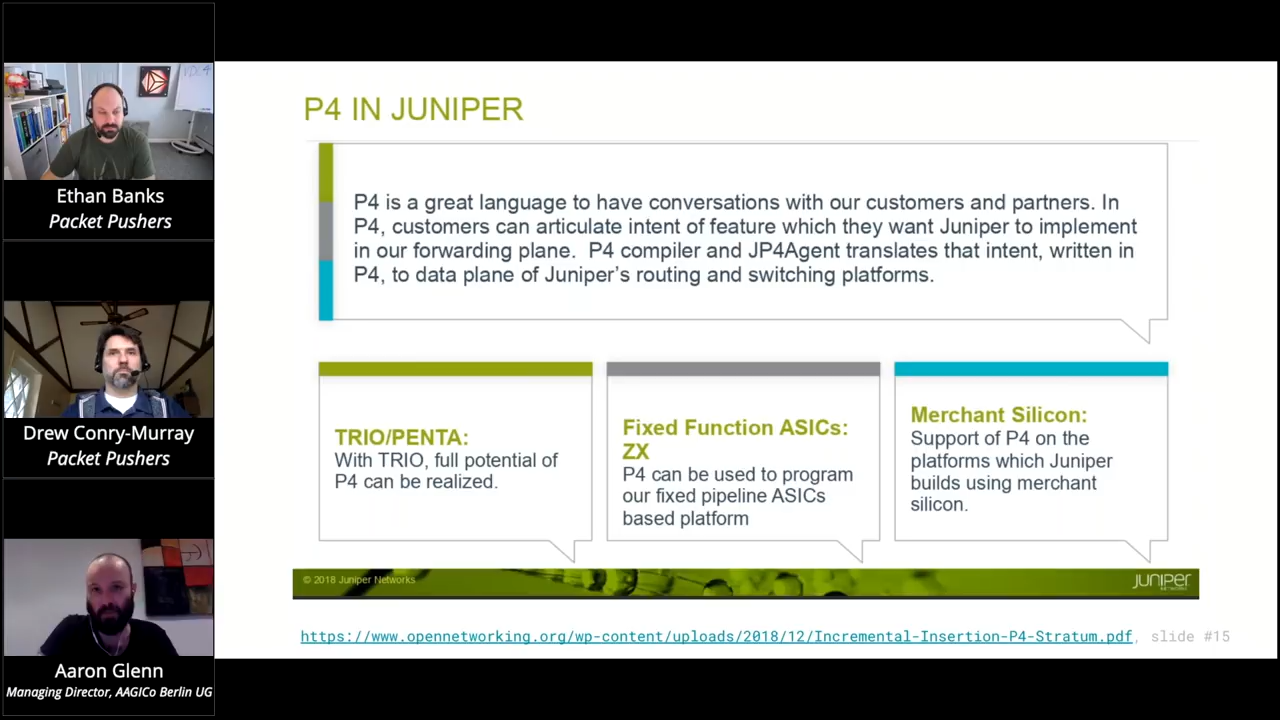 Ethan Banks
Packet Pushers
Drew Conry-Murray
Packet Pushers
Aaron Glenn
Managing Director, AAGICo Berlin UG
P4 IN JUNIPER
P4 is a great language to have conversations with our customers and partners. In
P4, customers can articulate intent of feature which they want Juniper to implement
in our forwarding plane.  P4 compiler and JP4Agent translates that intent, written in
P4, to data plane of Juniper's routing and switching platforms.
TRIO/PENTA:
With TRIO, full potential of
P4 can be realized.
Fixed Function ASICs:
ZX
P4 can be used to program
our fixed pipeline ASICs
based platform
Merchant Silicon:
Support of P4 on the
platforms which Juniper
builds using merchant
silicon.
© 2018 Juniper Networks
JUNIPER
https://www.opennetworking.org/wp-content/uploads/2018/12/Incremental-Insertion-P4-Stratum.pdf, slide #15